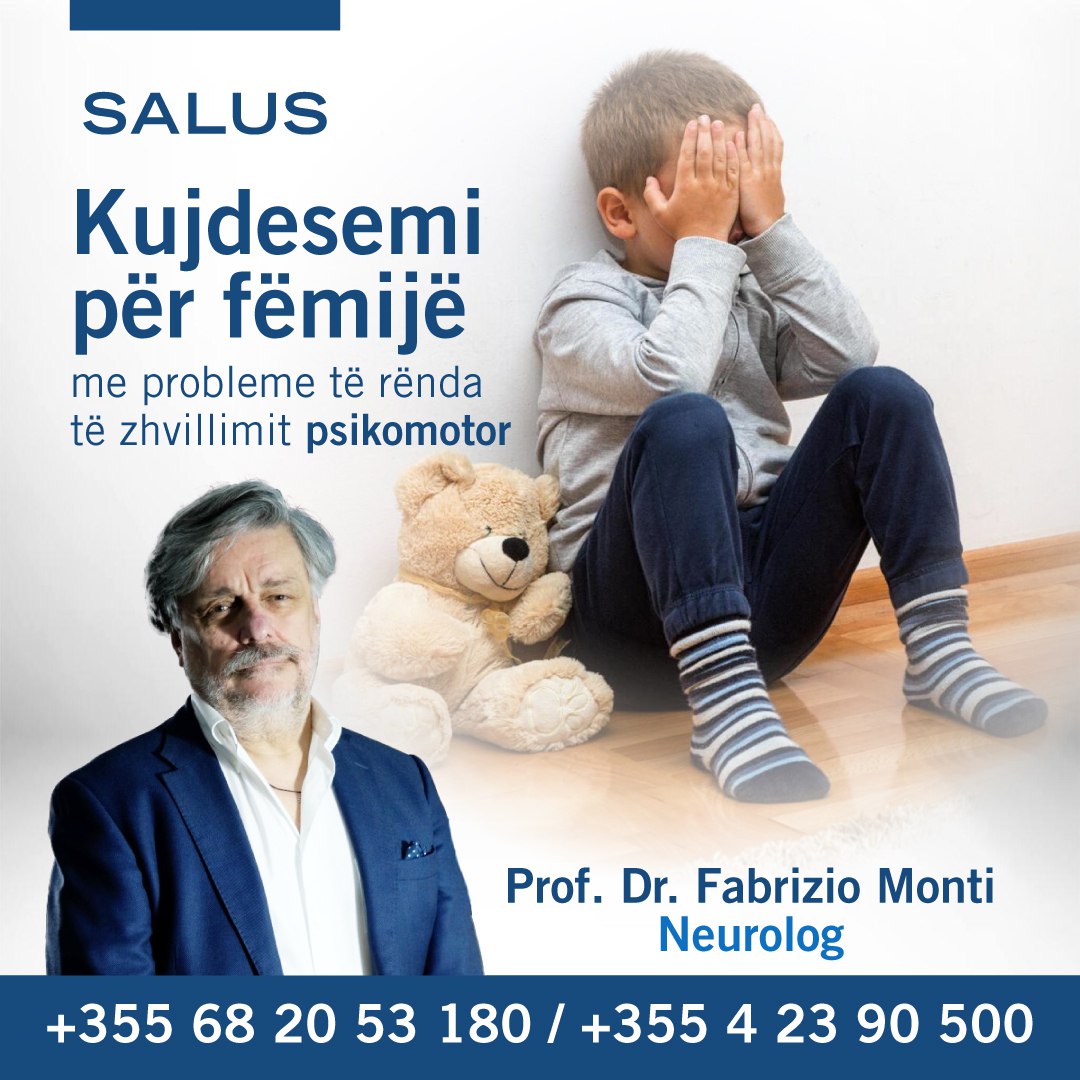 SALUS
Kujdesemi
për fëmijë
me probleme të rënda
të zhvillimit psikomotor
Prof. Dr. Fabrizio Monti
Neurolog
+355 68 20 53 180 / +355 4 23 90 500